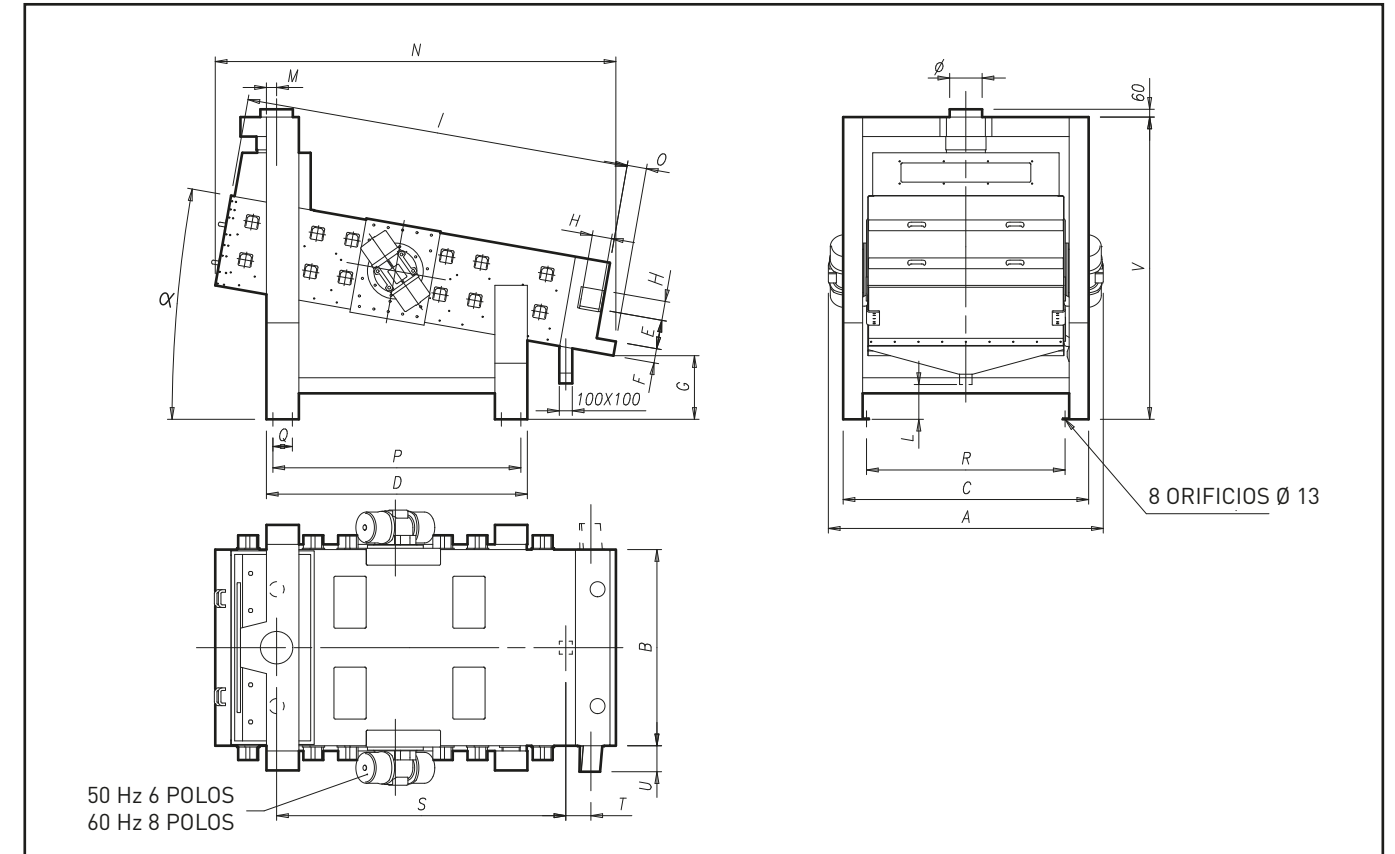 N
M
I
O
H
H
E
F
G
α
100X100
Q
P
D
Ø
60
V
L
R
C
A
8 ORIFICIOS Ø 13
B
U
S
T
50 Hz 6 POLOS
60 Hz 8 POLOS